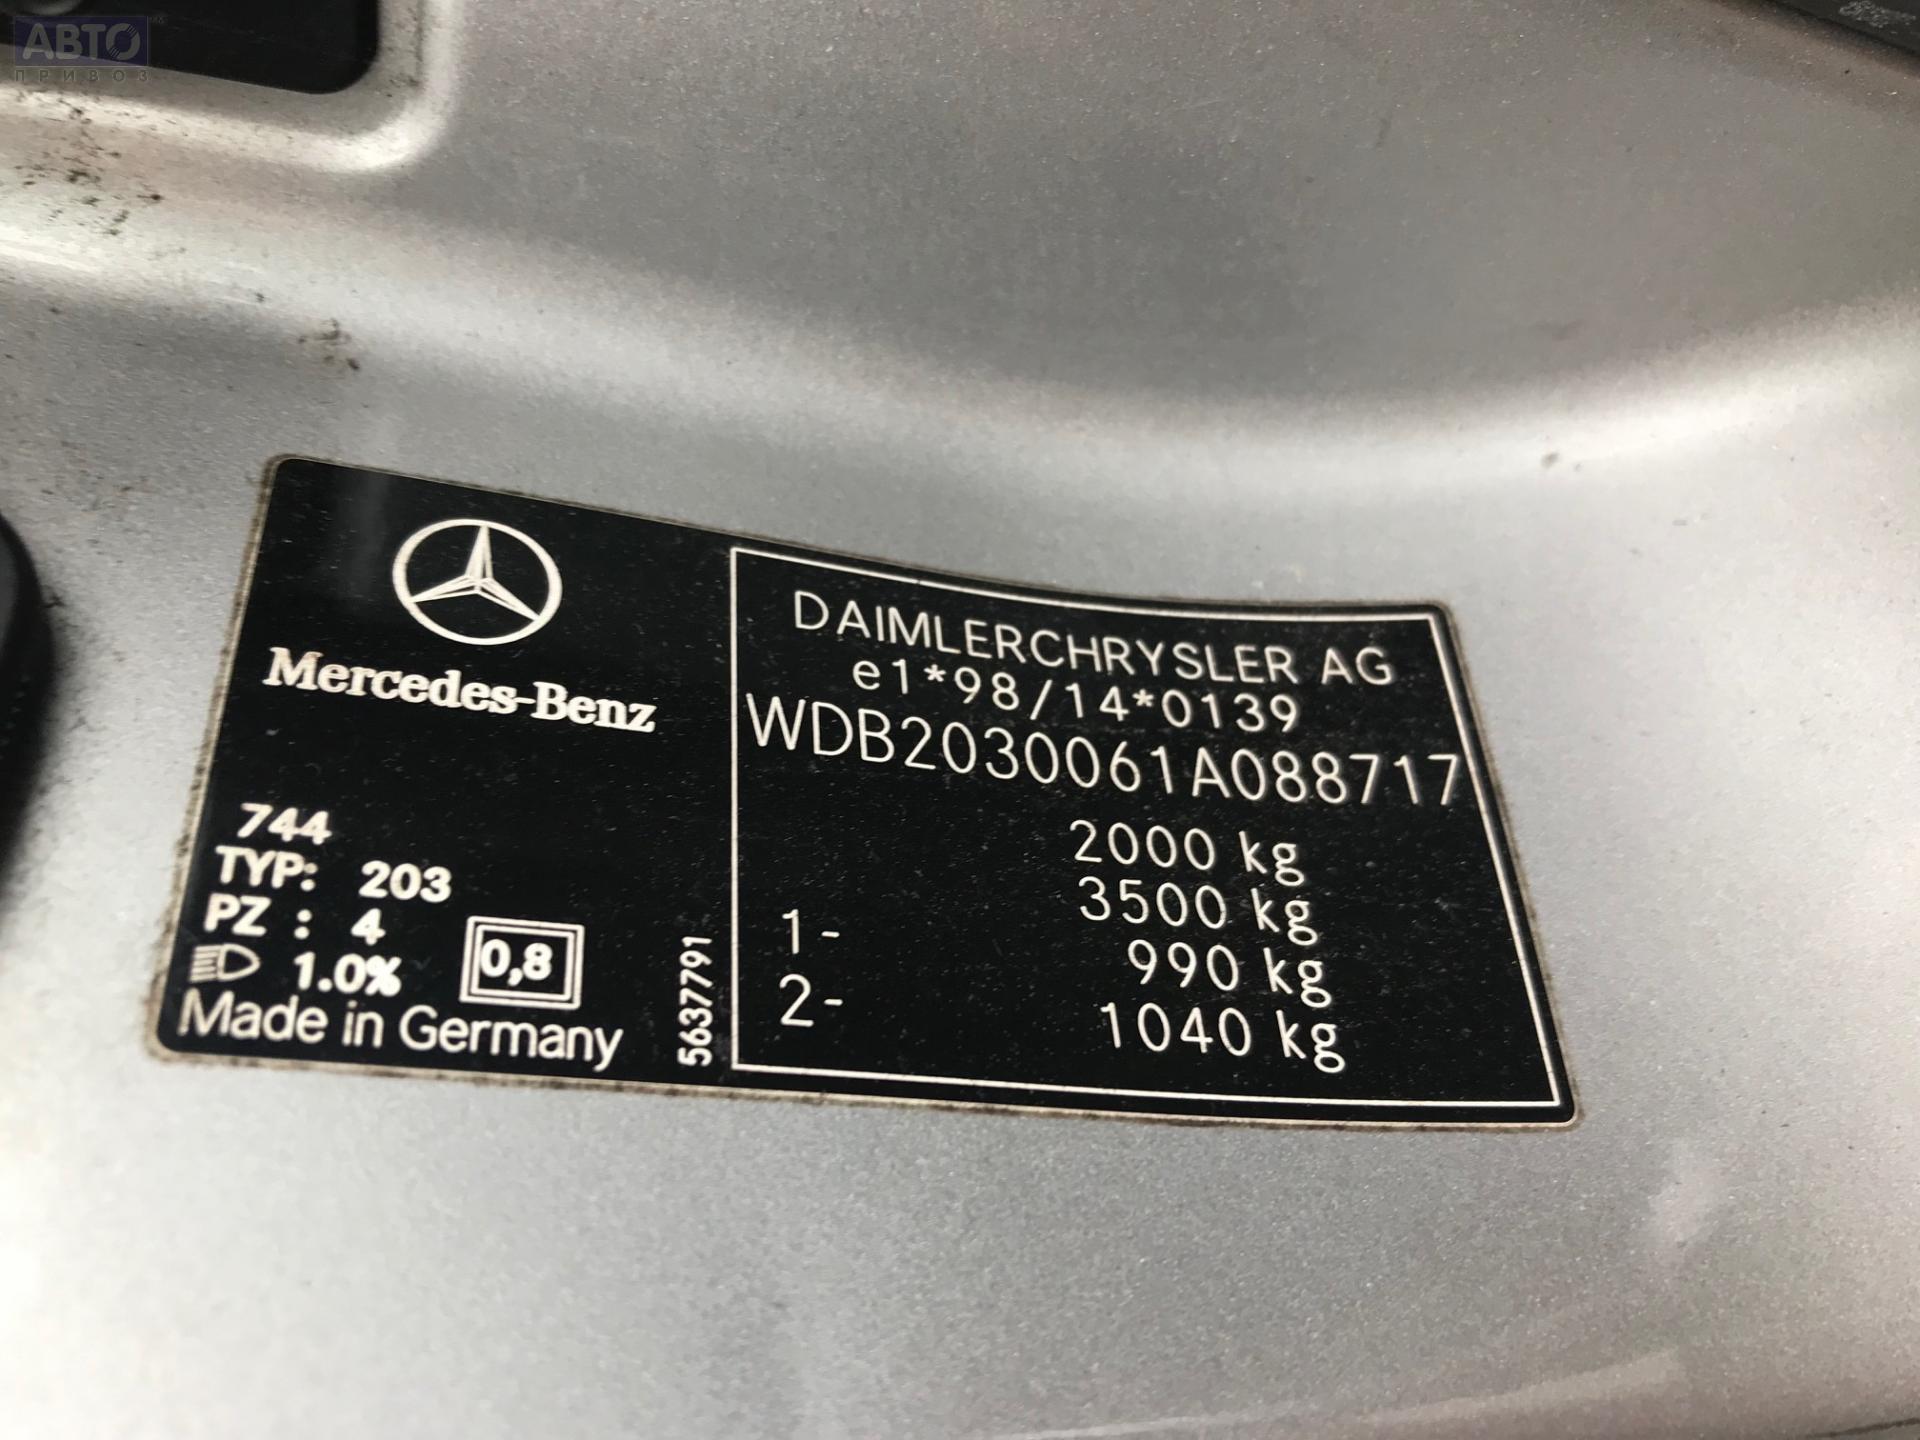 АВТО
ПРИВОЗ
Mercedes-Benz
744
TYP: 203
PZ : 4
1.0%
0,8
Made in Germany
5637791
DAIMLERCHRYSLER AG
e1*98/14*0139
WDB2030061A088717
2000 kg
3500 kg
1- 990 kg
2- 1040 kg